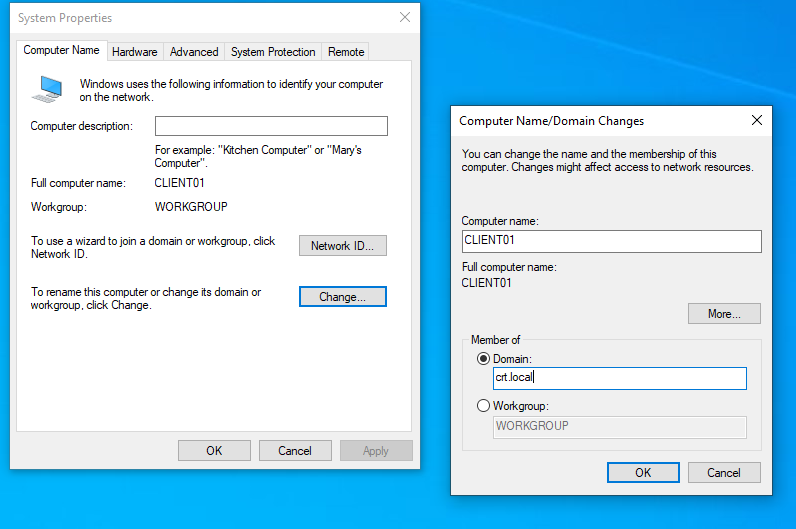 System Properties
Computer Name
Hardware
Advanced
System Protection
Remote
Windows uses the following information to identify your computer
on the network.
Computer description:
For example: "Kitchen Computer" or "Mary's
Computer".
Full computer name:
CLIENT01
Workgroup:
WORKGROUP
To use a wizard to join a domain or workgroup, click
Network ID.
Network ID...
To rename this computer or change its domain or
workgroup, click Change.
Change...
OK
Cancel
Apply
Computer Name/Domain Changes
You can change the name and the membership of this
computer. Changes might affect access to network resources.
Computer name:
CLIENT01
Full computer name:
CLIENT01
More...
Member of
Domain:
crt.local
Workgroup:
WORKGROUP
OK
Cancel